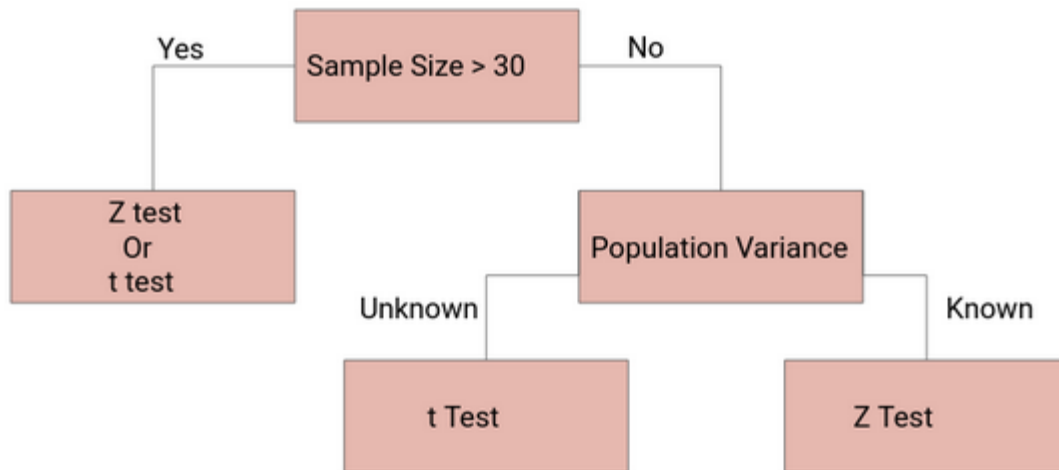 Yes
Sample Size > 30
No
Z test
Or
t test
Population Variance
Unknown
Known
t Test
Z Test